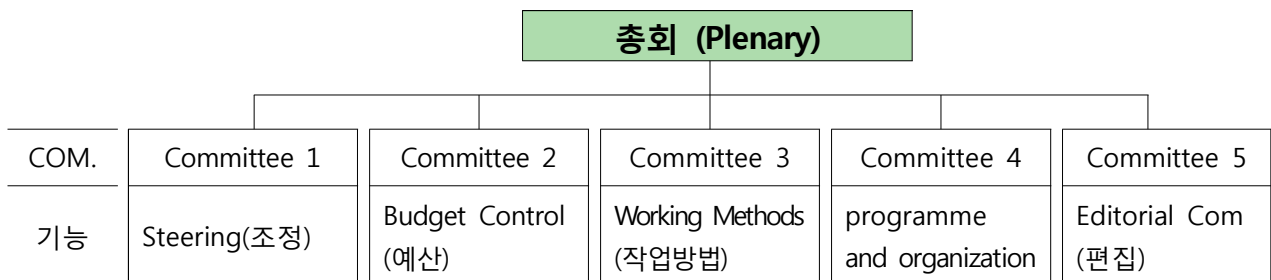 총회 (Plenary)
COM.
Committee 1
Committee 2
Committee 3
Committee 4
Committee 5
기능
Steering(조정)
Budget Control
(예산)
Working Methods
(작업방법)
programme
and organization
Editorial Com
(편집)